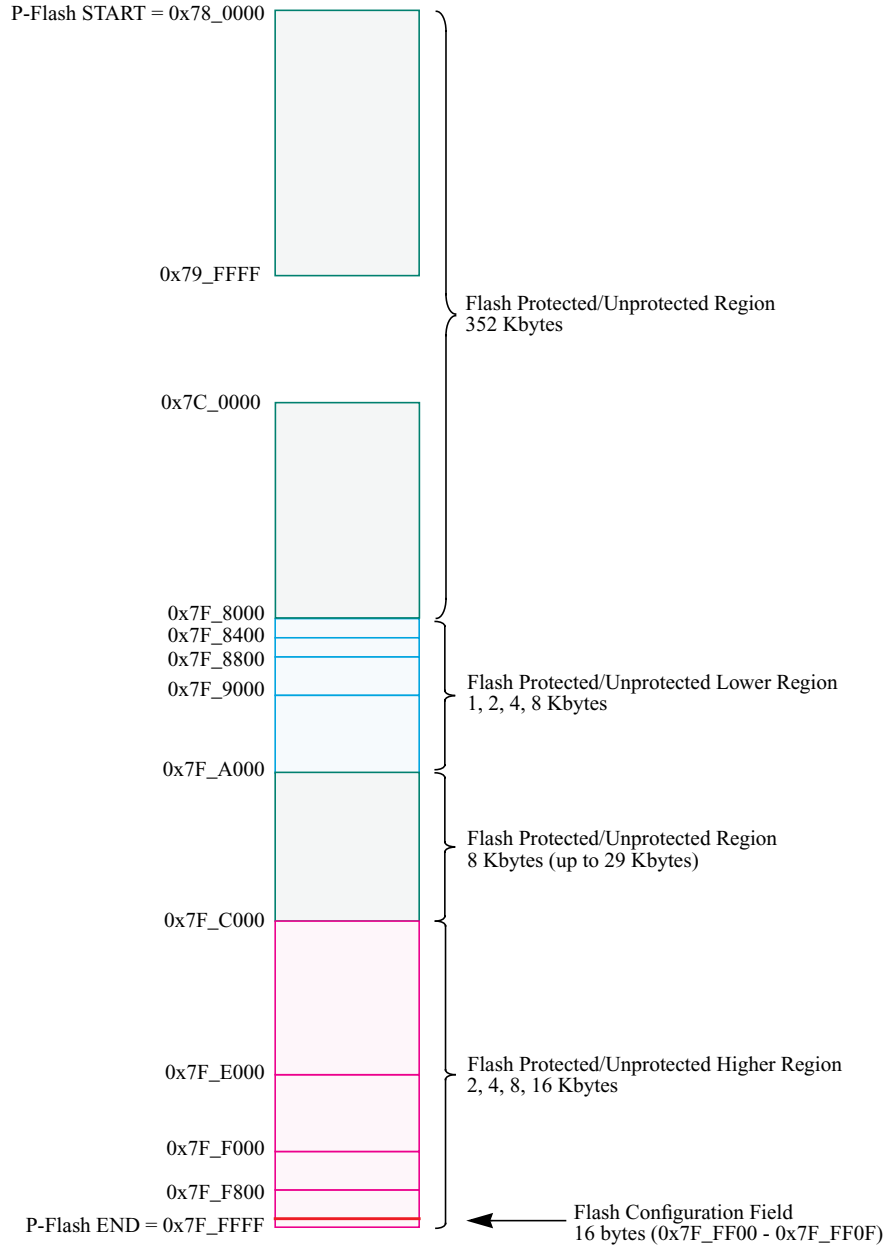 P-Flash START = 0x78_0000
0x79_FFFF
Flash Protected/Unprotected Region
352 Kbytes
0x7C_0000
0x7F_8000
0x7F_8400
0x7F_8800
0x7F_9000
Flash Protected/Unprotected Lower Region
1, 2, 4, 8 Kbytes
0x7F_A000
Flash Protected/Unprotected Region
8 Kbytes (up to 29 Kbytes)
0x7F_C000
Flash Protected/Unprotected Higher Region
2, 4, 8, 16 Kbytes
0x7F_E000
0x7F_F000
0x7F_F800
P-Flash END = 0x7F_FFFF
Flash Configuration Field
16 bytes (0x7F_FF00 - 0x7F_FF0F)